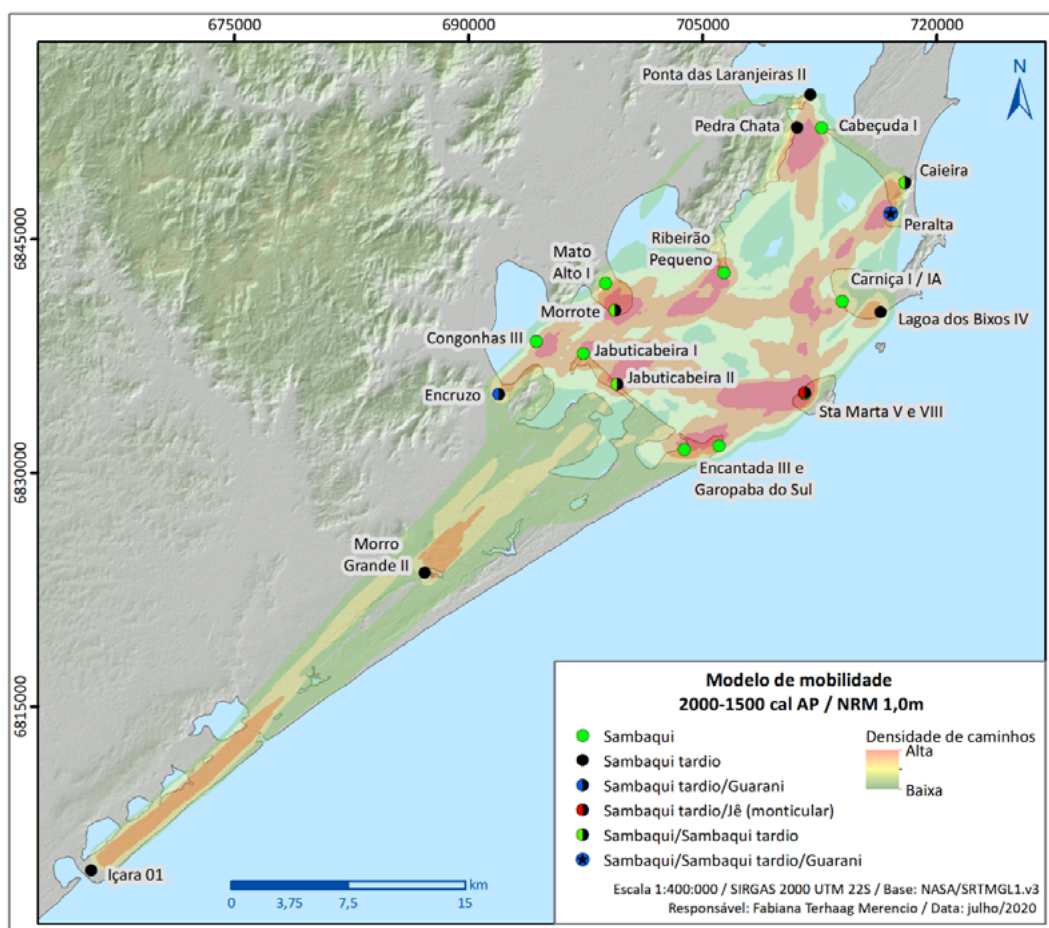 675000
690000
705000
720000
Ponta das Laranjeiras II
N
Pedra Chata
Cabeçuda I
Caieira
6845000
Peralta
Ribeirão
Pequeno
Mato
Alto I
Carniça I / IA
Morrote
Lagoa dos Bixos IV
Congonhas III
Jabuticabeira I
Jabuticabeira II
Encruzo
Sta Marta V e VIII
6830000
Encantada III e
Garopaba do Sul
Morro
Grande II
6815000
Içara 01
km
0
3,75
7,5
15
Modelo de mobilidade
2000-1500 cal AP / NRM 1,0m
Sambaqui
Sambaqui tardio
Sambaqui tardio/Guarani
Sambaqui tardio/Jê (monticular)
Sambaqui/Sambaqui tardio
Sambaqui/Sambaqui tardio/Guarani
Densidade de caminhos
Alta
Baixa
Escala 1:400:000 / SIRGAS 2000 UTM 22S / Base: NASA/SRTMGL1.v3
Responsável: Fabiana Terhaag Merencio / Data: julho/2020